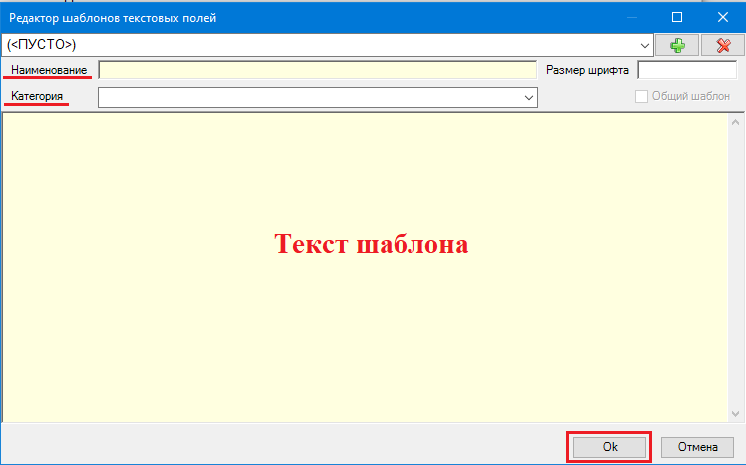 Редактор шаблонов текстовых полей
(<ПУСТО>)
Наименование
Размер шрифта
Категория
Общий шаблон
Текст шаблона
Ok
Отмена